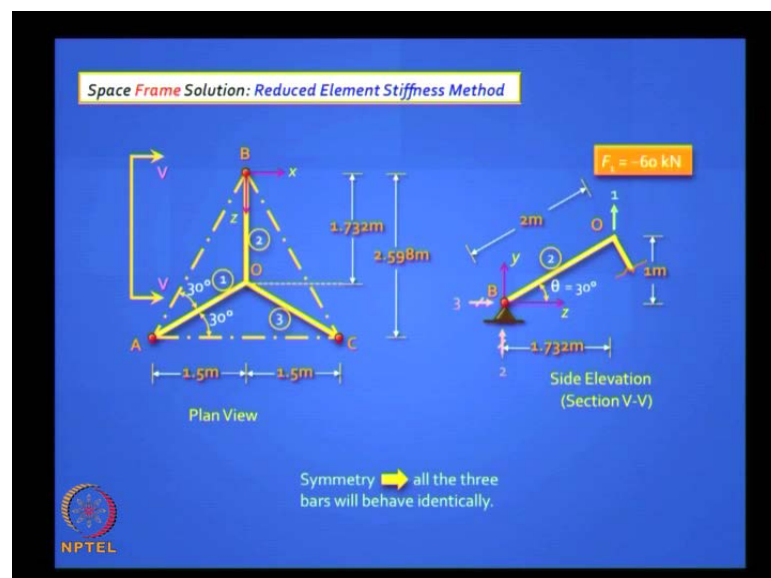 Space Frame Solution: Reduced Element Stiffness Method
V
B
x
z
V
1.732m
2.598m
2
O
1
30°
30°
3
A
C
1.5m
1.5m
Plan View
F₁ = -60 kN
1
2m
O
2
y
1m
B
θ = 30°
3
z
1.732m
2
Side Elevation
(Section V-V)
Symmetry all the three
bars will behave identically.
NPTEL